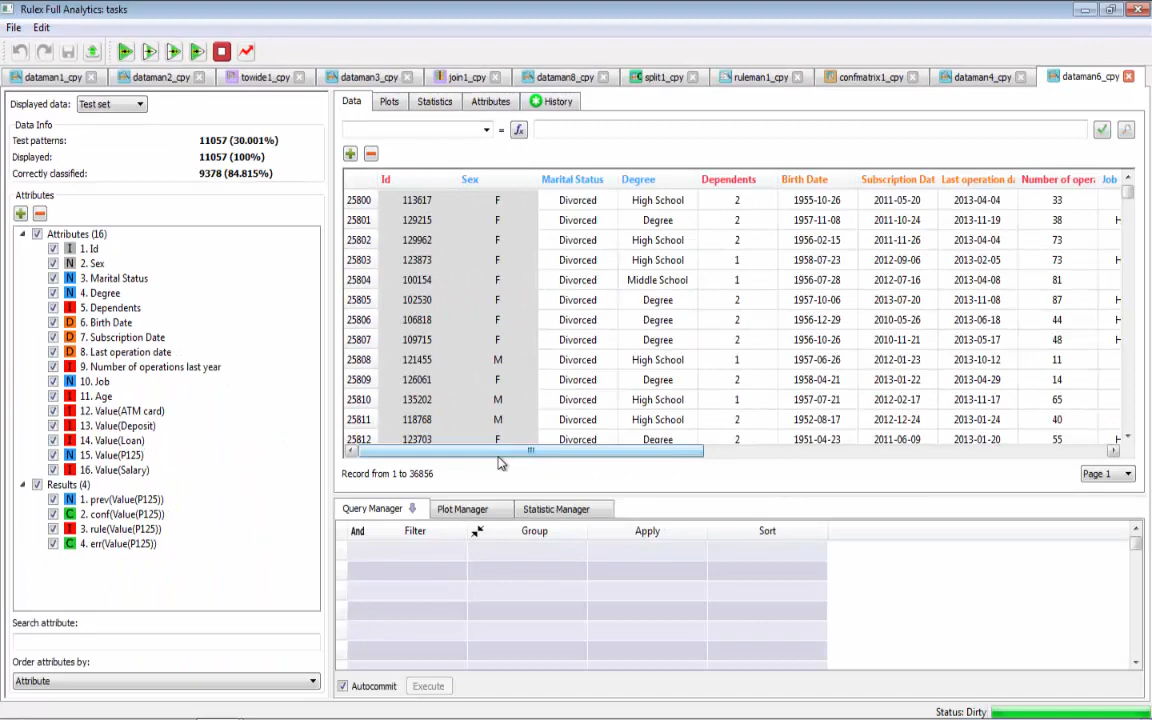 Rulex Full Analytics: tasks
File Edit
dataman1_cpy dataman2_cpy towide1_cpy dataman3_cpy join1_cpy dataman8_cpy split1_cpy ruleman1_cpy confmatrix1_cpy dataman4_cpy dataman6_cpy
Displayed data: Test set
Data Info
Test patterns: 11057 (30.001%)
Displayed: 11057 (100%)
Correctly classified: 9378 (84.815%)
Attributes
Attributes (16)
I 1. Id
N 2. Sex
N 3. Marital Status
N 4. Degree
I 5. Dependents
D 6. Birth Date
D 7. Subscription Date
D 8. Last operation date
I 9. Number of operations last year
N 10. Job
I 11. Age
I 12. Value(ATM card)
I 13. Value(Deposit)
I 14. Value(Loan)
N 15. Value(P125)
I 16. Value(Salary)
Results (4)
N 1. prev(Value(P125))
C 2. conf(Value(P125))
I 3. rule(Value(P125))
C 4. err(Value(P125))
Search attribute:
Order attributes by:
Attribute
Data Plots Statistics Attributes History
= fx
Id Sex Marital Status Degree Dependents Birth Date Subscription Dat Last operation da Number of oper Job
25800 113617 F Divorced High School 2 1955-10-26 2011-05-20 2013-04-04 33
25801 129215 F Divorced Degree 2 1957-11-08 2011-10-24 2013-11-19 38 H
25802 129962 F Divorced High School 2 1956-02-15 2011-11-26 2013-04-04 73
25803 123873 F Divorced High School 1 1958-07-23 2012-09-06 2013-02-05 73 H
25804 100154 F Divorced Middle School 1 1956-07-28 2012-07-16 2013-04-08 81
25805 102530 F Divorced Degree 2 1957-10-06 2013-07-20 2013-11-08 87 H
25806 106818 F Divorced Degree 2 1956-12-29 2010-05-26 2013-06-18 44 H
25807 109715 F Divorced Degree 2 1956-10-26 2010-11-21 2013-05-17 48 H
25808 121455 M Divorced High School 1 1957-06-26 2012-01-23 2013-10-12 11
25809 126061 F Divorced Degree 2 1958-04-21 2013-01-22 2013-04-29 14
25810 135202 M Divorced High School 1 1957-07-21 2012-02-17 2013-11-17 65
25811 118768 M Divorced High School 2 1952-08-17 2012-12-24 2013-01-24 40
25812 123703 F Divorced Degree 2 1951-04-23 2011-06-09 2013-01-20 55 H
Record from 1 to 36856 Page 1
Query Manager Plot Manager Statistic Manager
And Filter Group Apply Sort
Autocommit Execute
Status: Dirty